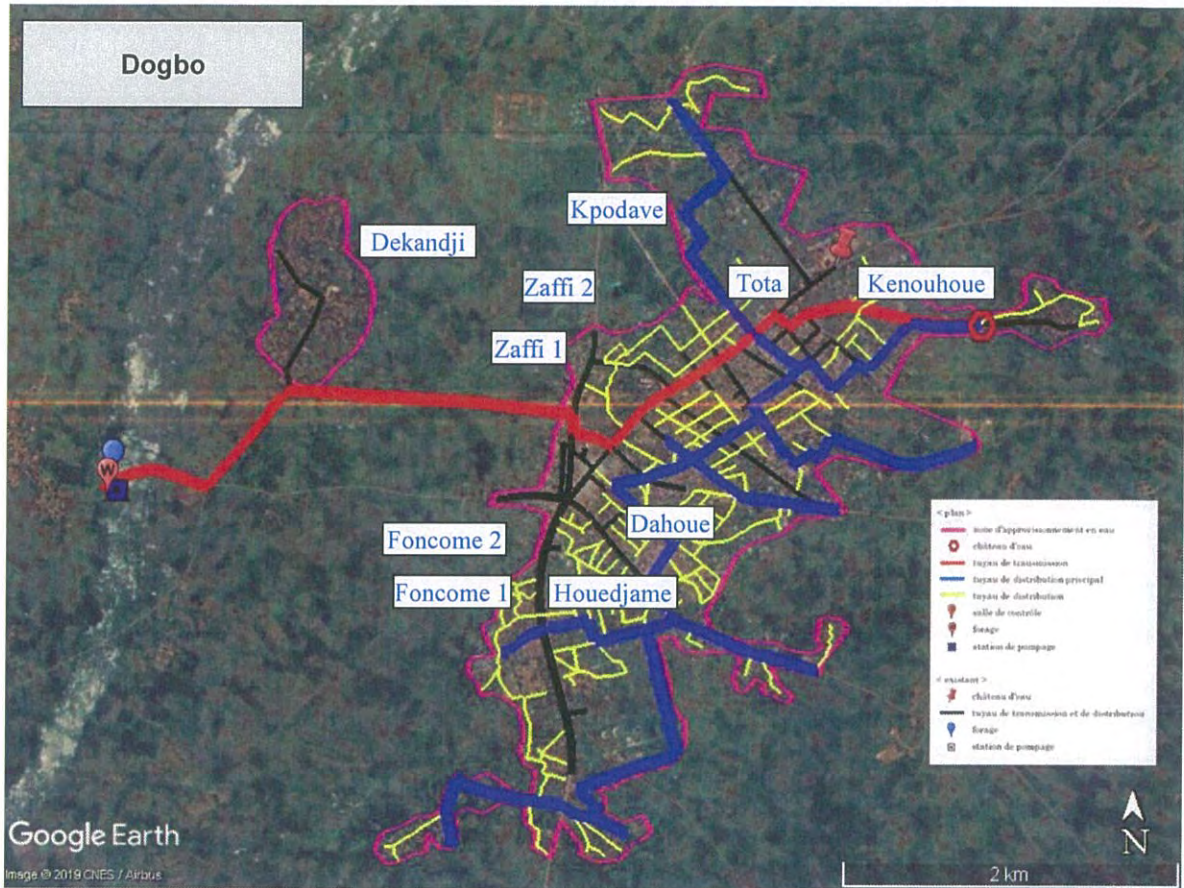 Dogbo
Kpodave
Dekandji
Tota
Kenouhoue
Zaffi 2
Zaffi 1
Dahoue
Foncome 2
Foncome 1
Houedjame
W
< plan >
zone d'approvisionnement en eau
château d'eau
tuyau de transmission
tuyau de distribution principal
tuyau de distribution
salle de contrôle
forage
station de pompage
< existant >
château d'eau
tuyau de transmission et de distribution
forage
station de pompage
N
Google Earth
Image © 2019 CNES / Airbus
2 km